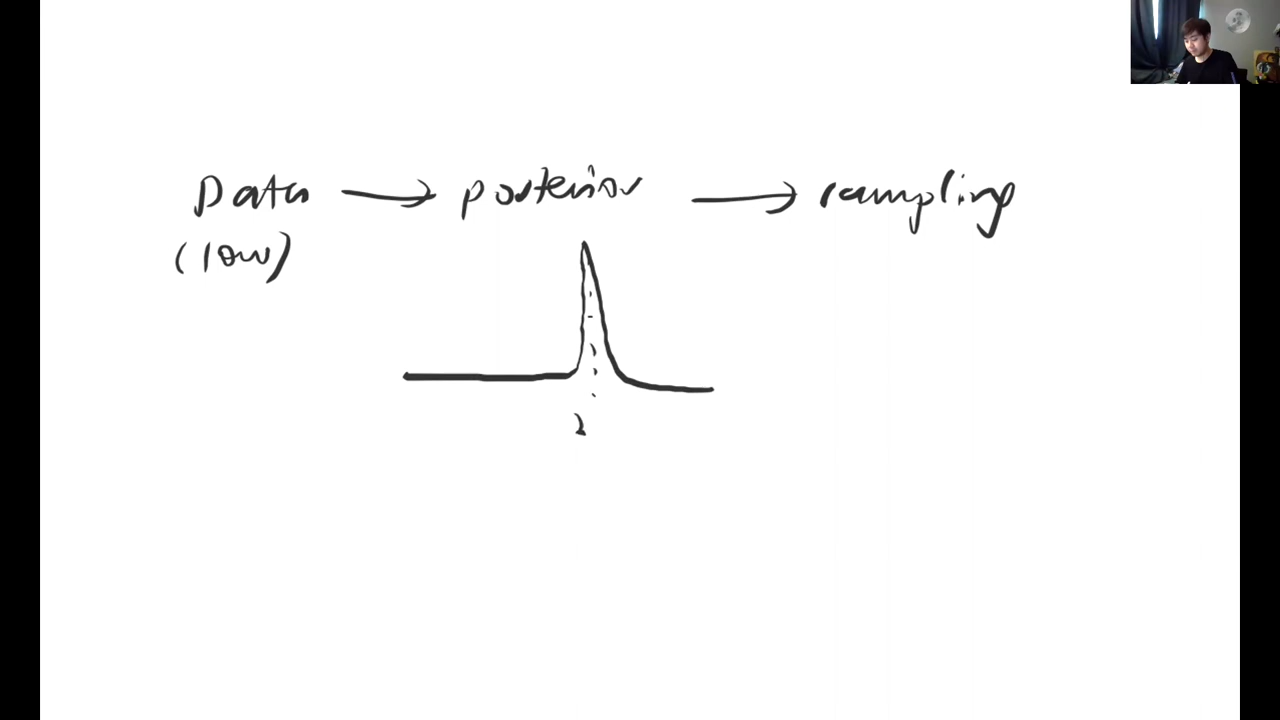 Data → posterior → sampling
(low)